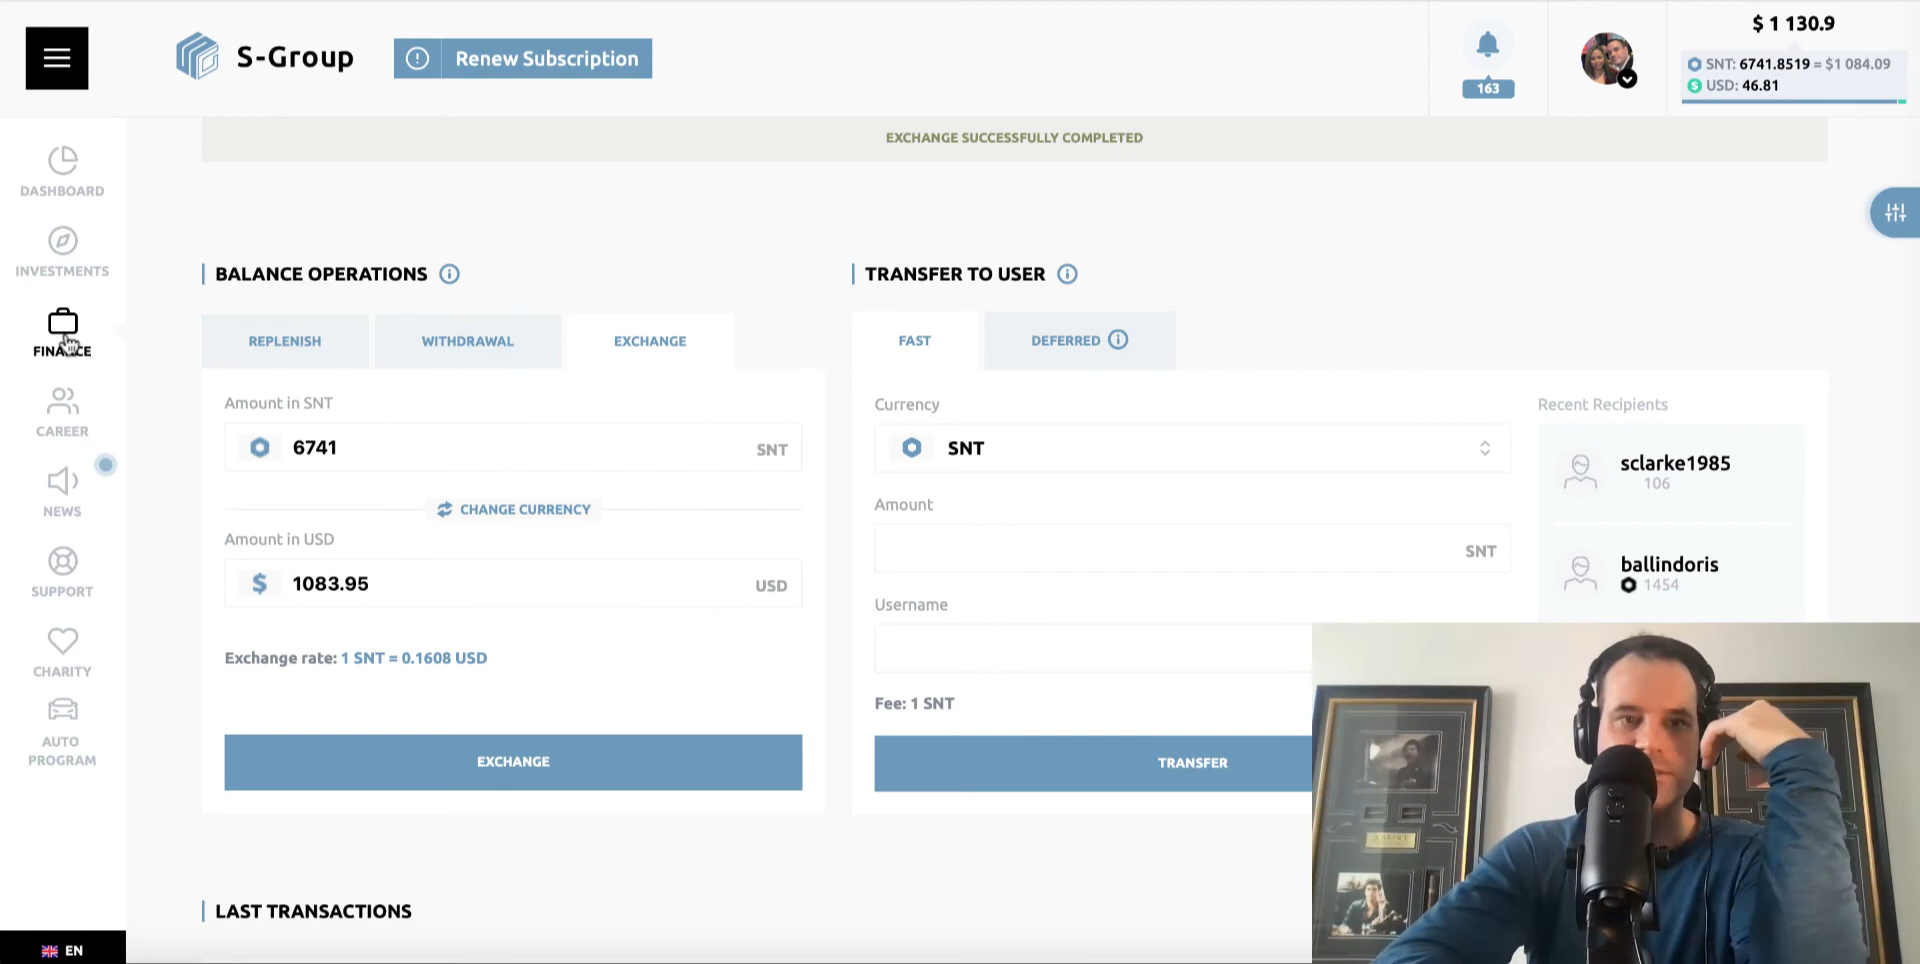 S-Group
Renew Subscription
163
$ 1 130.9
SNT: 6741.8519 = $1 084.09
USD: 46.81
EXCHANGE SUCCESSFULLY COMPLETED
DASHBOARD
INVESTMENTS
FINANCE
CAREER
NEWS
SUPPORT
CHARITY
AUTO
PROGRAM
EN
BALANCE OPERATIONS
REPLENISH
WITHDRAWAL
EXCHANGE
Amount in SNT
6741
SNT
CHANGE CURRENCY
Amount in USD
$
1083.95
USD
Exchange rate: 1 SNT = 0.1608 USD
EXCHANGE
TRANSFER TO USER
FAST
DEFERRED
Currency
SNT
Amount
SNT
Username
Fee: 1 SNT
TRANSFER
Recent Recipients
sclarke1985
106
ballindoris
1454
LAST TRANSACTIONS